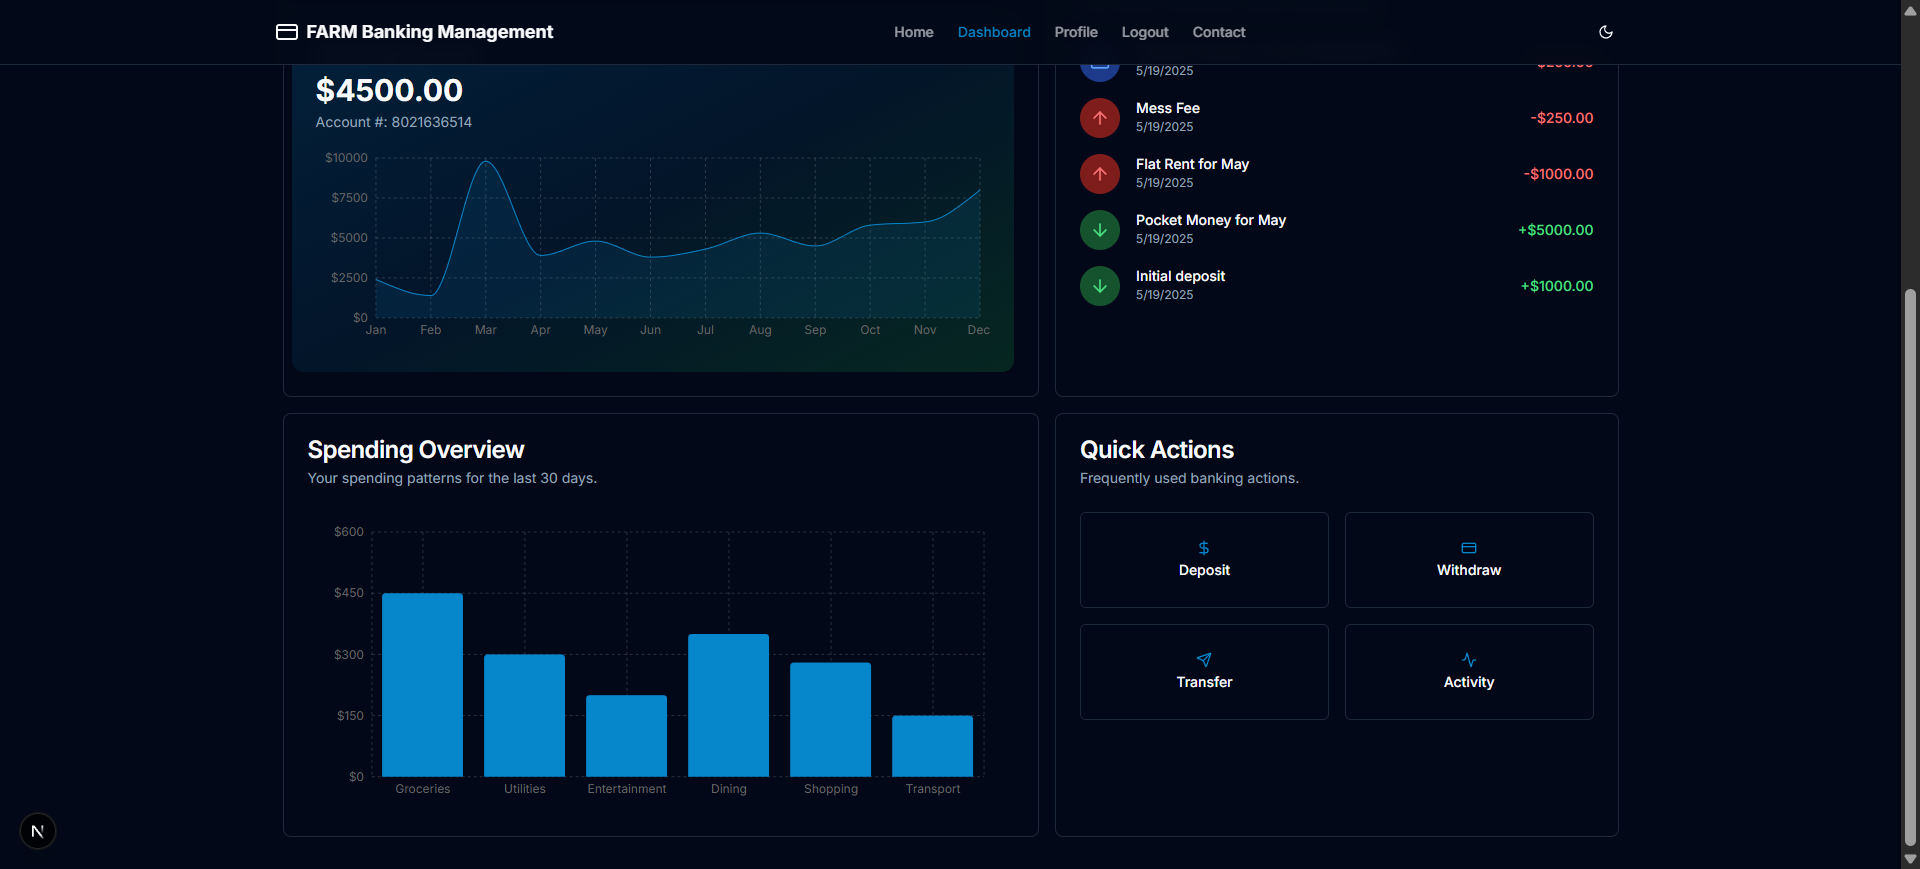 FARM Banking Management
Home
Dashboard
Profile
Logout
Contact
$4500.00
Account #: 8021636514
$10000
$7500
$5000
$2500
$0
Jan Feb Mar Apr May Jun Jul Aug Sep Oct Nov Dec
5/19/2025
Mess Fee
5/19/2025
-$250.00
Flat Rent for May
5/19/2025
-$1000.00
Pocket Money for May
5/19/2025
+$5000.00
Initial deposit
5/19/2025
+$1000.00
Spending Overview
Your spending patterns for the last 30 days.
$600
$450
$300
$150
$0
Groceries Utilities Entertainment Dining Shopping Transport
Quick Actions
Frequently used banking actions.
Deposit
Withdraw
Transfer
Activity
N